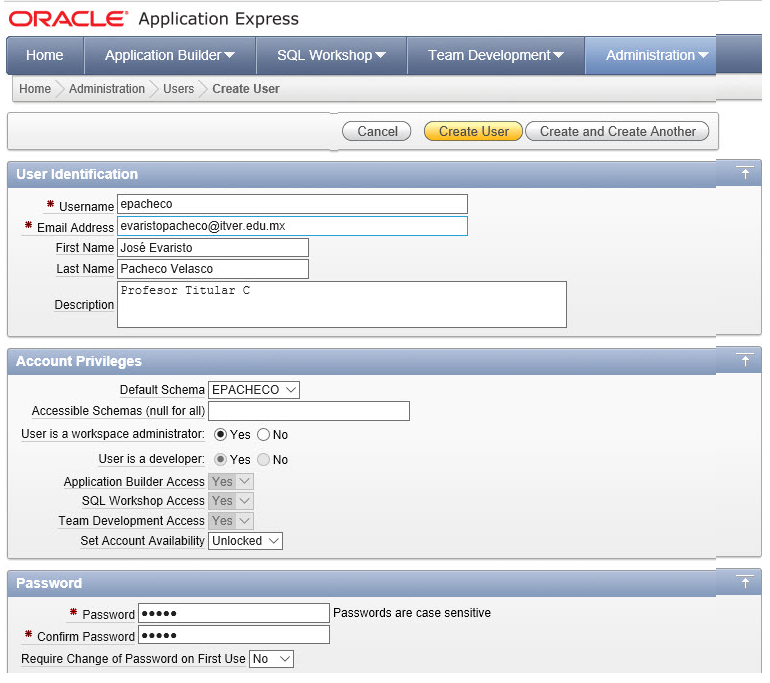 ORACLE® Application Express
Home Application Builder SQL Workshop Team Development Administration
Home Administration Users Create User
Cancel Create User Create and Create Another
User Identification
* Username epacheco
* Email Address evaristopacheco@itver.edu.mx
First Name José Evaristo
Last Name Pacheco Velasco
Description Profesor Titular C
Account Privileges
Default Schema EPACHECO
Accessible Schemas (null for all)
User is a workspace administrator: Yes No
User is a developer: Yes No
Application Builder Access Yes
SQL Workshop Access Yes
Team Development Access Yes
Set Account Availability Unlocked
Password
* Password ••••• Passwords are case sensitive
* Confirm Password •••••
Require Change of Password on First Use No